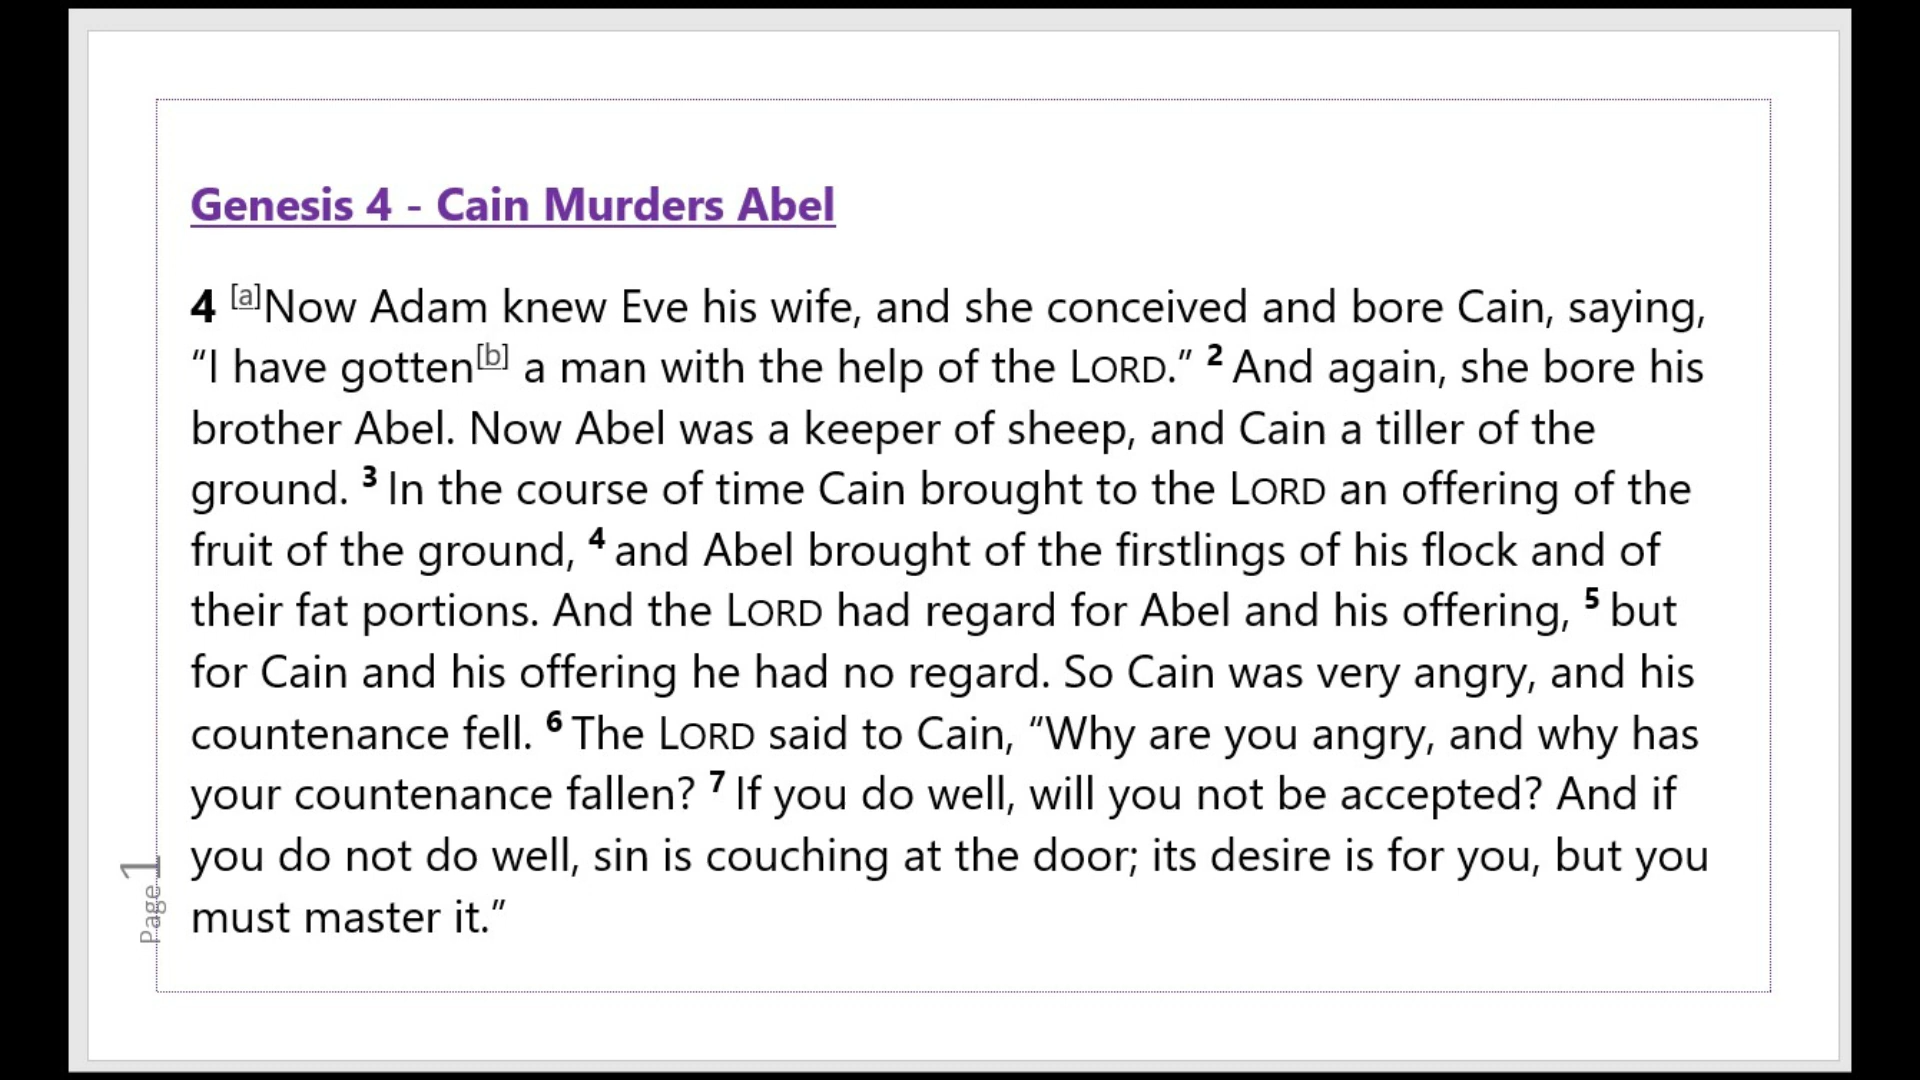 Genesis 4 - Cain Murders Abel
4 [a]Now Adam knew Eve his wife, and she conceived and bore Cain, saying,
“I have gotten[b] a man with the help of the LORD.” 2 And again, she bore his
brother Abel. Now Abel was a keeper of sheep, and Cain a tiller of the
ground. 3 In the course of time Cain brought to the LORD an offering of the
fruit of the ground, 4 and Abel brought of the firstlings of his flock and of
their fat portions. And the LORD had regard for Abel and his offering, 5 but
for Cain and his offering he had no regard. So Cain was very angry, and his
countenance fell. 6 The LORD said to Cain, “Why are you angry, and why has
your countenance fallen? 7 If you do well, will you not be accepted? And if
you do not do well, sin is couching at the door; its desire is for you, but you
must master it.”
Page 1